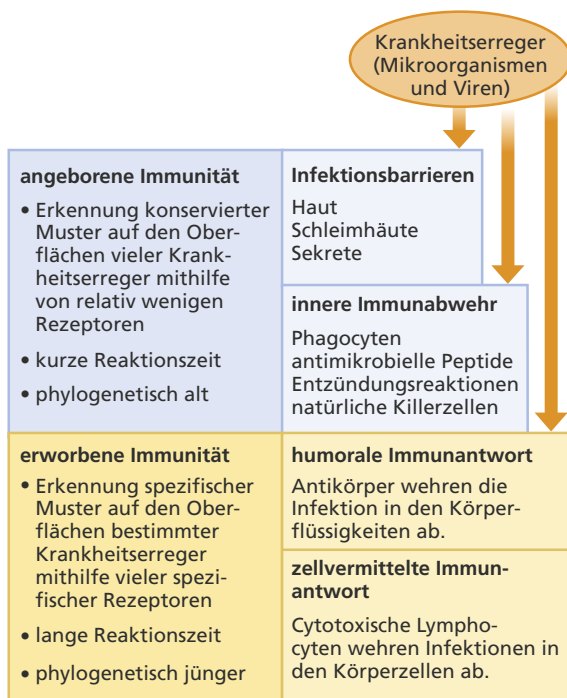 Krankheitserreger
(Mikroorganismen
und Viren)
angeborene Immunität
• Erkennung konservierter
Muster auf den Ober-
flächen vieler Krank-
heitserreger mithilfe
von relativ wenigen
Rezeptoren
• kurze Reaktionszeit
• phylogenetisch alt
Infektionsbarrieren
Haut
Schleimhäute
Sekrete
innere Immunabwehr
Phagocyten
antimikrobielle Peptide
Entzündungsreaktionen
natürliche Killerzellen
erworbene Immunität
• Erkennung spezifischer
Muster auf den Ober-
flächen bestimmter
Krankheitserreger
mithilfe vieler spezi-
fischer Rezeptoren
• lange Reaktionszeit
• phylogenetisch jünger
humorale Immunantwort
Antikörper wehren die
Infektion in den Körper-
flüssigkeiten ab.
zellvermittelte Immun-
antwort
Cytotoxische Lympho-
cyten wehren Infektionen in
den Körperzellen ab.